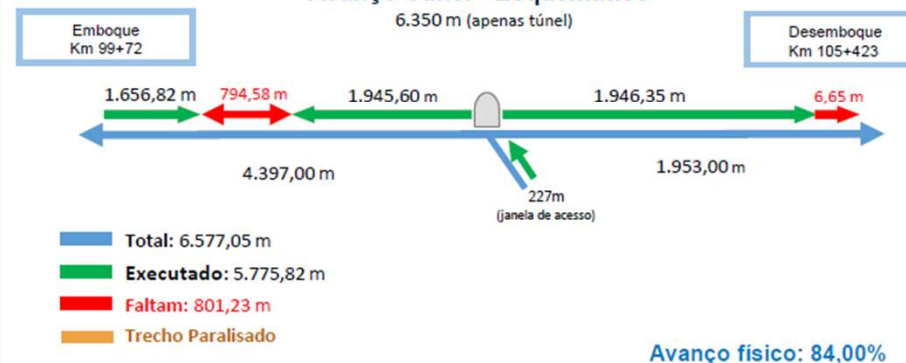 6.350 m (apenas túnel)
Emboque
Km 99+72
Desemboque
Km 105+423
1.656,82 m
794,58 m
1.945,60 m
1.946,35 m
6,65 m
4.397,00 m
1.953,00 m
227m
(janela de acesso)
Total: 6.577,05 m
Executado: 5.775,82 m
Faltam: 801,23 m
Trecho Paralisado
Avanço físico: 84,00%